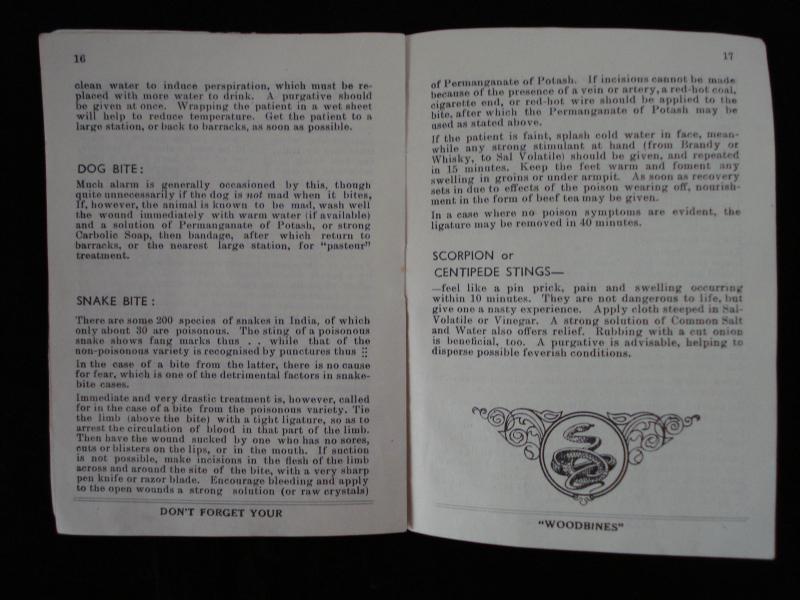 16
clean water to induce perspiration, which must be re-
placed with more water to drink. A purgative should
be given at once. Wrapping the patient in a wet sheet
will help to reduce temperature. Get the patient to a
large station, or back to barracks, as soon as possible.
DOG BITE:
Much alarm is generally occasioned by this, though
quite unnecessarily if the dog is not mad when it bites,
If, however, the animal is known to be mad, wash well
the wound immediately with warm water (if available)
and a solution of Permanganate of Potash, or strong
Carbolic Soap, then bandage, after which return to
barracks, or the nearest large station, for "pasteur"
treatment.
SNAKE BITE:
There are some 200 species of snakes in India, of which
only about 30 are poisonous. The sting of a poisonous
snake shows fang marks thus . . while that of the
non-poisonous variety is recognised by punctures thus ⁝⁝
In the case of a bite from the latter, there is no cause
for fear, which is one of the detrimental factors in snake-
bite cases.
Immediate and very drastic treatment is, however, called
for in the case of a bite from the poisonous variety. Tie
the limb (above the bite) with a tight ligature, so as to
arrest the circulation of blood in that part of the limb.
Then have the wound sucked by one who has no sores,
cuts or blisters on the lips, or in the mouth. If suction
is not possible, make incisions in the flesh of the limb
across and around the site of the bite, with a very sharp
pen knife or razor blade. Encourage bleeding and apply
to the open wounds a strong solution (or raw crystals)
DON'T FORGET YOUR
17
of Permanganate of Potash. If incisions cannot be made
because of the presence of a vein or artery, a red-hot coal,
cigarette end, or red-hot wire should be applied to the
bite, after which the Permanganate of Potash may be
used as stated above.
If the patient is faint, splash cold water in face, mean-
while any strong stimulant at hand (from Brandy or
Whisky, to Sal Volatile) should be given, and repeated
in 15 minutes. Keep the feet warm and foment any
swelling in groins or under armpit. As soon as recovery
sets in due to effects of the poison wearing off, nourish-
ment in the form of beef tea may be given.
In a case where no poison symptoms are evident, the
ligature may be removed in 40 minutes.
SCORPION or
CENTIPEDE STINGS—
—feel like a pin prick, pain and swelling occurring
within 10 minutes. They are not dangerous to life, but
give one a nasty experience. Apply cloth steeped in Sal-
Volatile or Vinegar. A strong solution of Common Salt
and Water also offers relief. Rubbing with a cut onion
is beneficial, too. A purgative is advisable, helping to
disperse possible feverish conditions.
"WOODBINES"